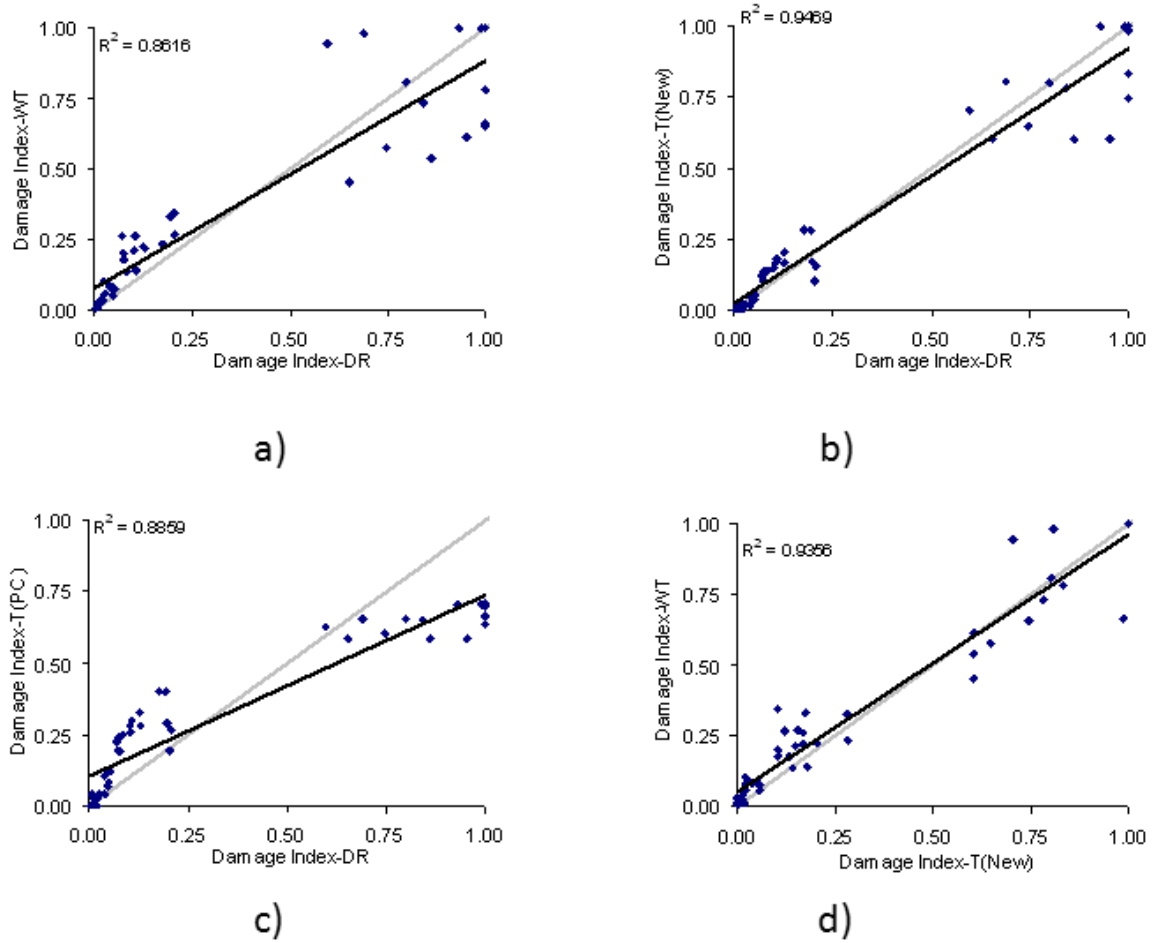 R² = 0.8616
1.00
0.75
0.50
0.25
0.00
Damage Index-WT
0.00 0.25 0.50 0.75 1.00
Damage Index-DR
a)
R² = 0.9469
1.00
0.75
0.50
0.25
0.00
Damage Index-T(New)
0.00 0.25 0.50 0.75 1.00
Damage Index-DR
b)
R² = 0.8859
1.00
0.75
0.50
0.25
0.00
Damage Index-T(PC)
0.00 0.25 0.50 0.75 1.00
Damage Index-DR
c)
R² = 0.9356
1.00
0.75
0.50
0.25
0.00
Damage Index-WT
0.00 0.25 0.50 0.75 1.00
Damage Index-T(New)
d)